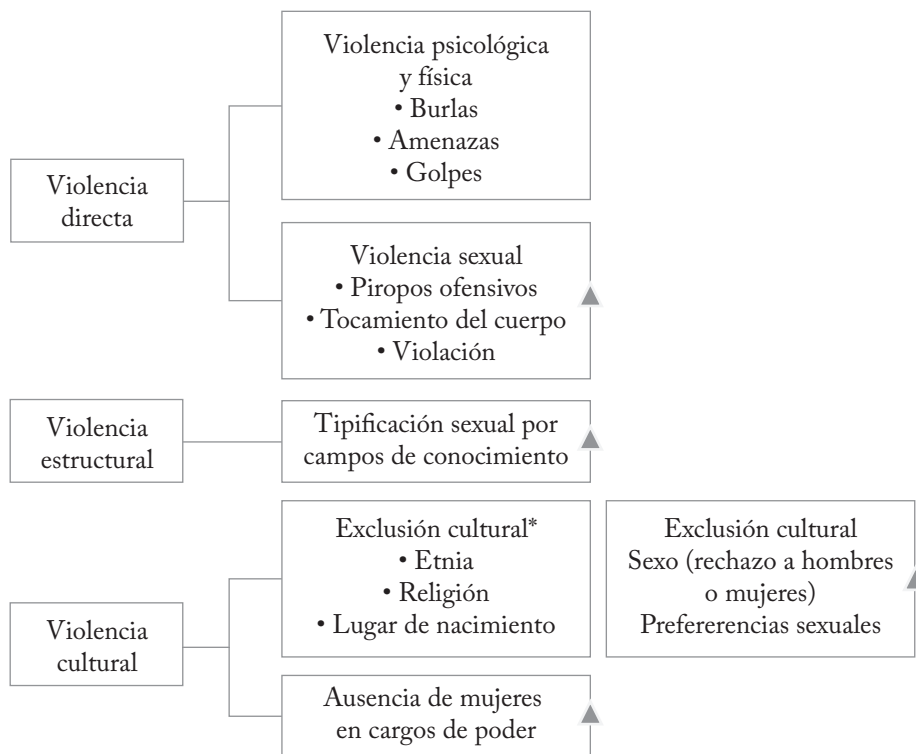 Violencia psicológica
y física
• Burlas
• Amenazas
• Golpes
Violencia
directa
Violencia sexual
• Piropos ofensivos
• Tocamiento del cuerpo
• Violación
Violencia
estructural
Tipificación sexual por
campos de conocimiento
Exclusión cultural*
• Etnia
• Religión
• Lugar de nacimiento
Exclusión cultural
Sexo (rechazo a hombres
o mujeres)
Prefererencias sexuales
Violencia
cultural
Ausencia de mujeres
en cargos de poder